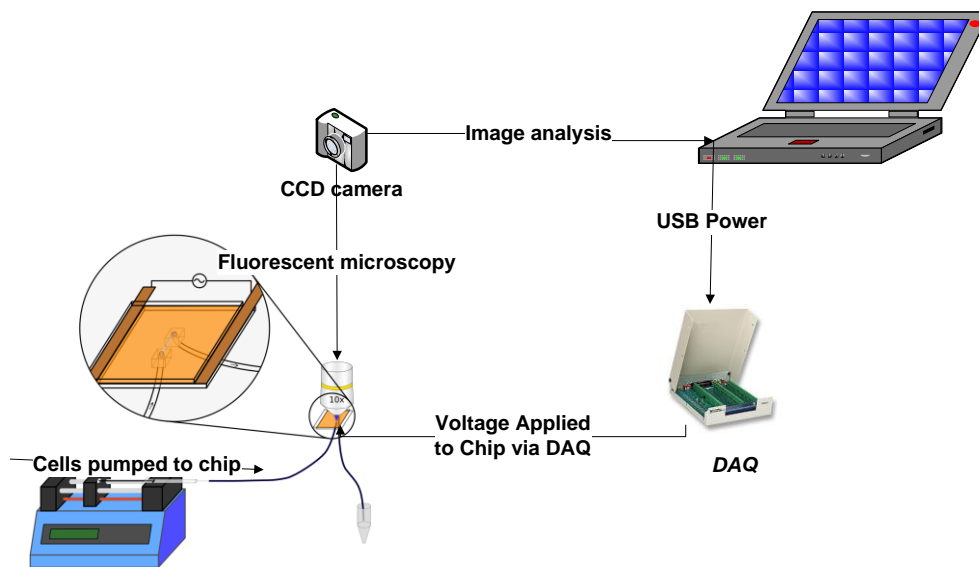 Image analysis
CCD camera
USB Power
Fluorescent microscopy
10x
Voltage Applied
to Chip via DAQ
DAQ
Cells pumped to chip